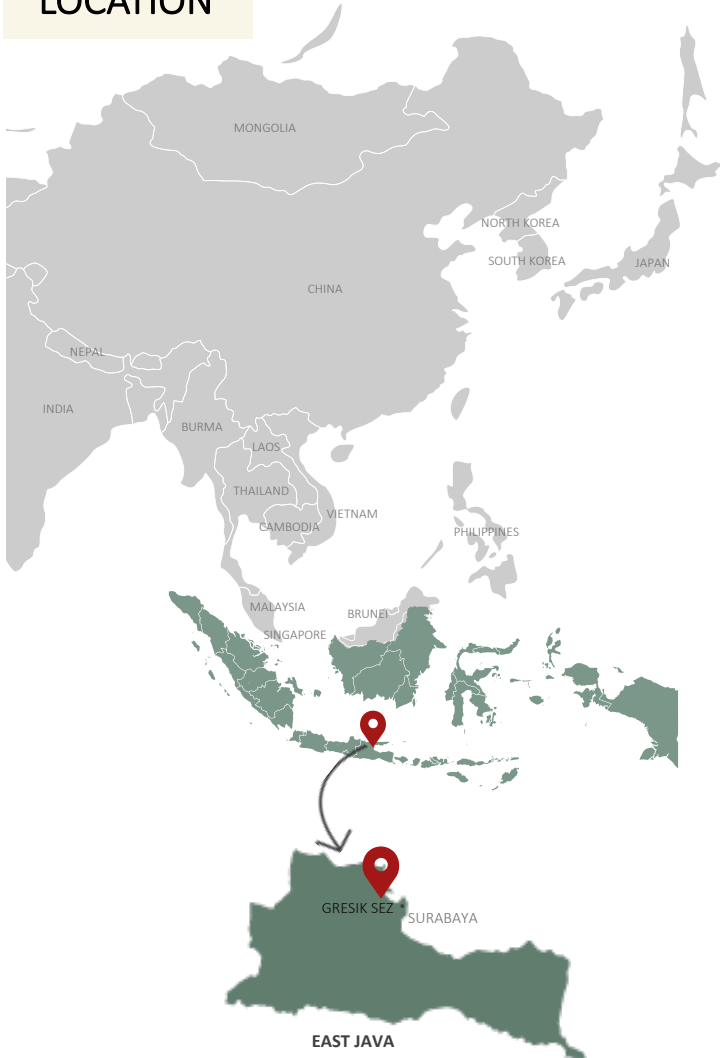 LOCATION
MONGOLIA
NORTH KOREA
SOUTH KOREA
JAPAN
CHINA
NEPAL
INDIA
BURMA
LAOS
THAILAND
VIETNAM
CAMBODIA
PHILIPPINES
MALAYSIA
BRUNEI
SINGAPORE
GRESIK SEZ *
SURABAYA
EAST JAVA